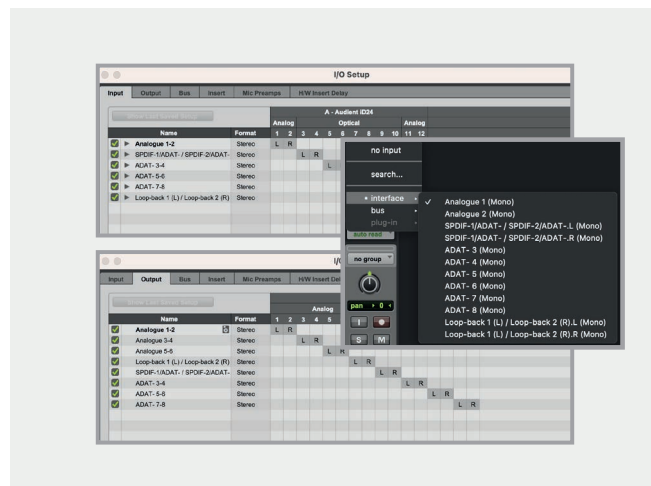 I/O Setup
Input Output Bus Insert Mic Preamps H/W Insert Delay
Show Last Saved Setup
A - Audient iD24
Analog Optical Analog
Name Format 1 2 3 4 5 6 7 8 9 10 11 12
Analogue 1-2 Stereo L R
SPDIF-1/ADAT- / SPDIF-2/ADAT- Stereo L R
ADAT- 3-4 Stereo L
ADAT- 5-6 Stereo
ADAT- 7-8 Stereo
Loop-back 1 (L) / Loop-back 2 (R) Stereo
no input
search...
interface
bus
plug-in
auto read
no group
pan 0
I
S M
Analogue 1 (Mono)
Analogue 2 (Mono)
SPDIF-1/ADAT- / SPDIF-2/ADAT-.L (Mono)
SPDIF-1/ADAT- / SPDIF-2/ADAT-.R (Mono)
ADAT- 3 (Mono)
ADAT- 4 (Mono)
ADAT- 5 (Mono)
ADAT- 6 (Mono)
ADAT- 7 (Mono)
ADAT- 8 (Mono)
Loop-back 1 (L) / Loop-back 2 (R).L (Mono)
Loop-back 1 (L) / Loop-back 2 (R).R (Mono)
Input Output Bus Insert Mic Preamps H/W Insert Del
Show Last Saved Setup
Analog
Name Format 1 2 3 4 5
Analogue 1-2 Stereo L R
Analogue 3-4 Stereo L R
Analogue 5-6 Stereo L R
Loop-back 1 (L) / Loop-back 2 (R) Stereo L R
SPDIF-1/ADAT- / SPDIF-2/ADAT- Stereo L R
ADAT- 3-4 Stereo L R
ADAT- 5-6 Stereo L R
ADAT- 7-8 Stereo L R